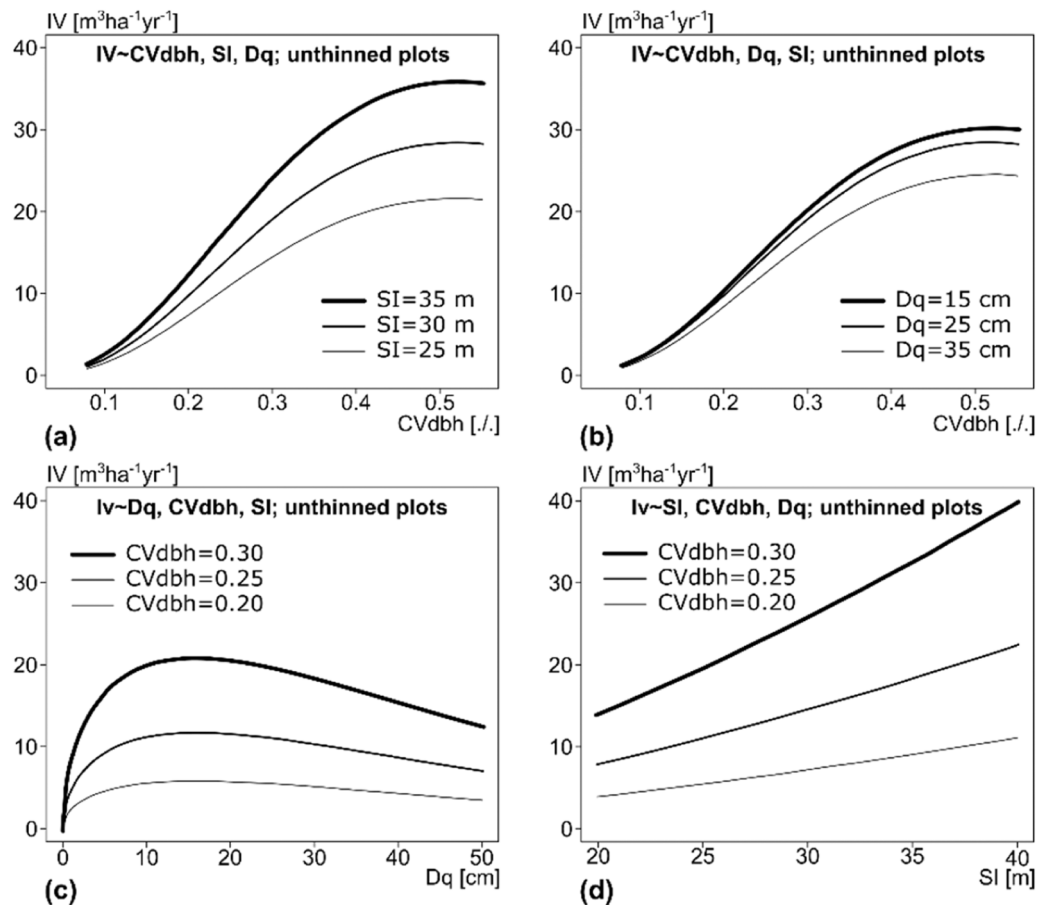 IV [m³ha⁻¹yr⁻¹]
IV~CVdbh, SI, Dq; unthinned plots
40
30
20
10
0
SI=35 m
SI=30 m
SI=25 m
0.1 0.2 0.3 0.4 0.5
CVdbh [./.]
(a)
IV [m³ha⁻¹yr⁻¹]
IV~CVdbh, Dq, SI; unthinned plots
40
30
20
10
0
Dq=15 cm
Dq=25 cm
Dq=35 cm
0.1 0.2 0.3 0.4 0.5
CVdbh [./.]
(b)
IV [m³ha⁻¹yr⁻¹]
Iv~Dq, CVdbh, SI; unthinned plots
40
30
20
10
0
CVdbh=0.30
CVdbh=0.25
CVdbh=0.20
0 10 20 30 40 50
Dq [cm]
(c)
IV [m³ha⁻¹yr⁻¹]
Iv~SI, CVdbh, Dq; unthinned plots
40
30
20
10
0
CVdbh=0.30
CVdbh=0.25
CVdbh=0.20
20 25 30 35 40
SI [m]
(d)